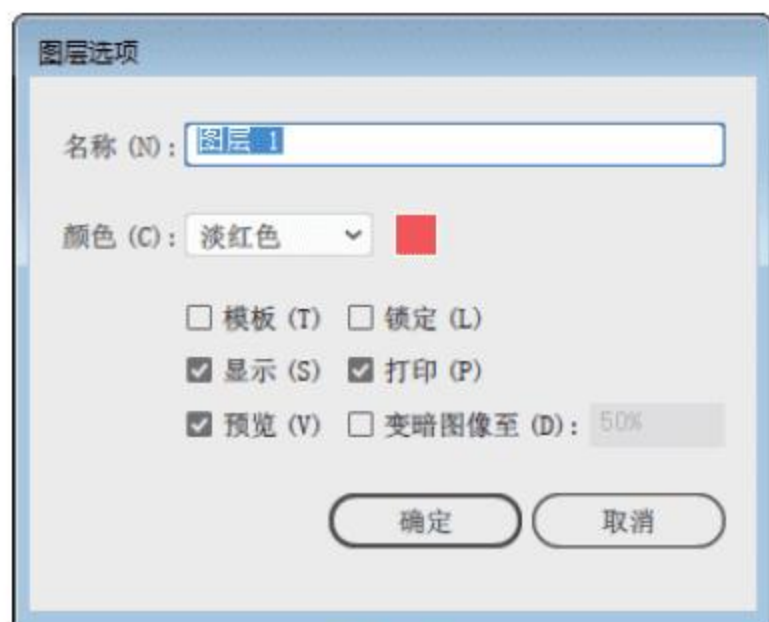 图层选项
名称 (N): 图层 1
颜色 (C): 淡红色
模板 (T) 锁定 (L)
显示 (S) 打印 (P)
预览 (V) 变暗图像至 (D): 50%
确定 取消